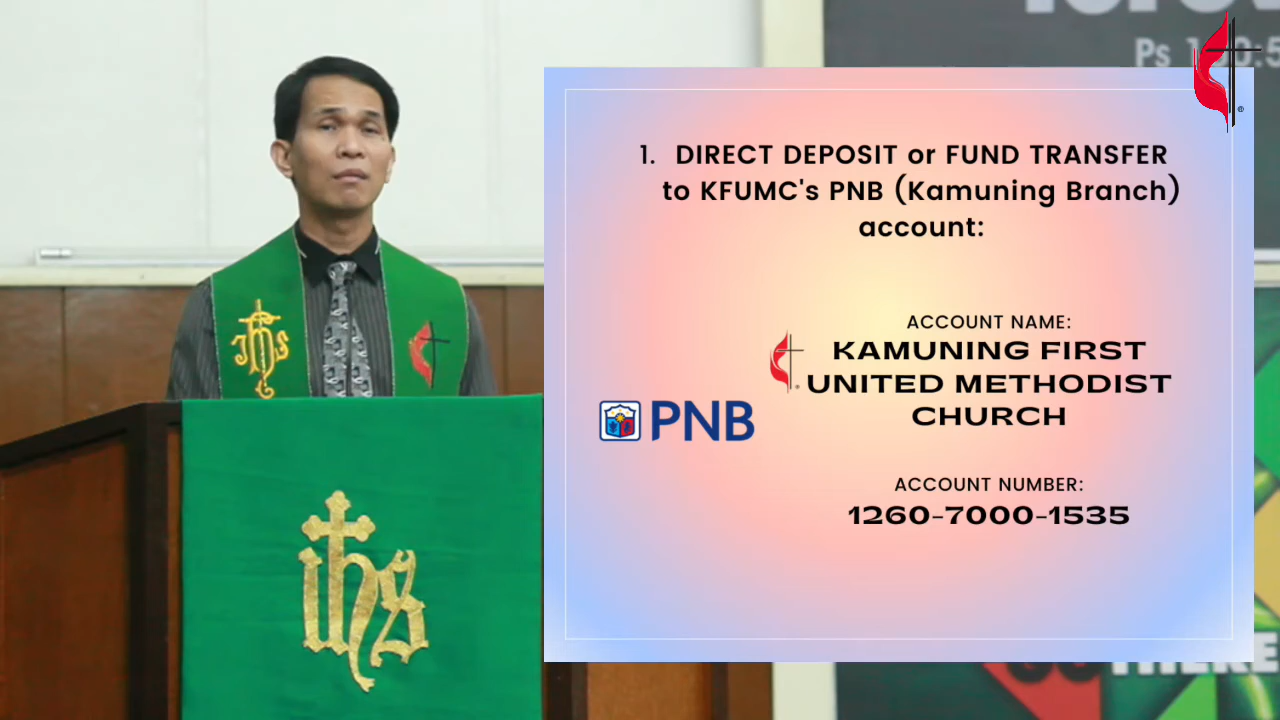 Ps
1. DIRECT DEPOSIT or FUND TRANSFER
to KFUMC's PNB (Kamuning Branch)
account:
ACCOUNT NAME:
KAMUNING FIRST
UNITED METHODIST
CHURCH
PNB
ACCOUNT NUMBER:
1260-7000-1535
IHS
ihs
THERE